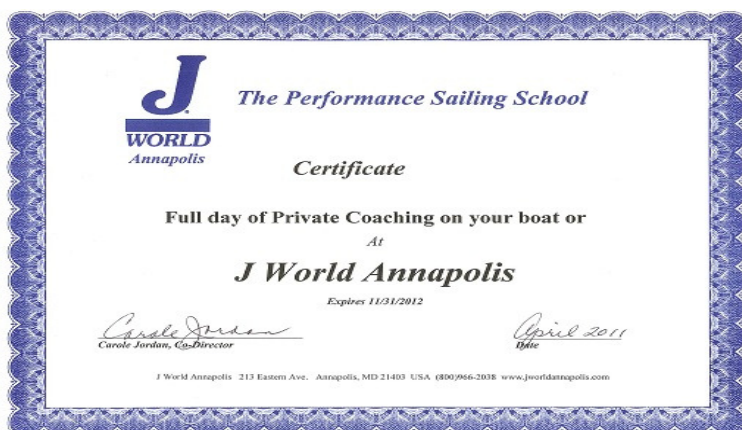 J
WORLD
Annapolis
The Performance Sailing School
Certificate
Full day of Private Coaching on your boat or
At
J World Annapolis
Expires 11/31/2012
Carole Jordan
April 2011
Carole Jordan, Co-Director
Date
J World Annapolis 213 Eastern Ave. Annapolis, MD 21403 USA (800)966-2038 www.jworldannapolis.com